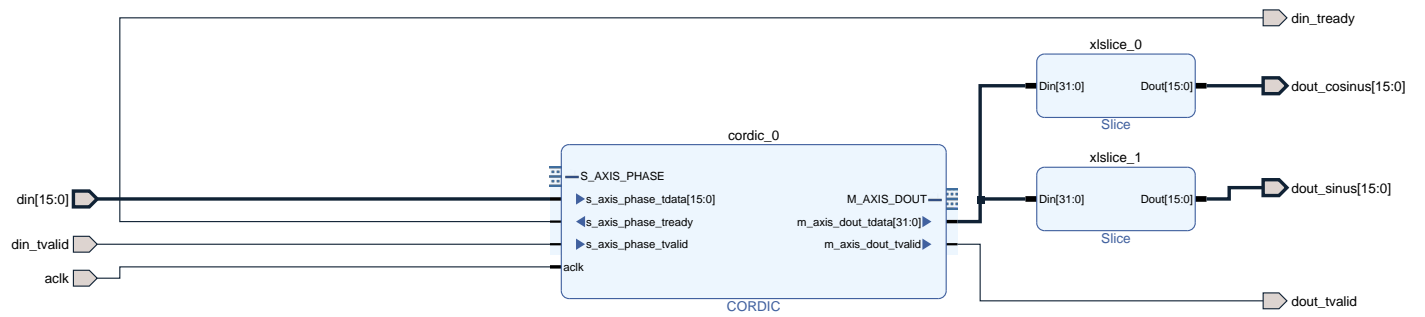 din_tready
xlslice_0
Din[31:0] Dout[15:0]
dout_cosinus[15:0]
Slice
cordic_0
xlslice_1
S_AXIS_PHASE
din[15:0]
s_axis_phase_tdata[15:0]
M_AXIS_DOUT
Din[31:0] Dout[15:0]
dout_sinus[15:0]
s_axis_phase_tready
m_axis_dout_tdata[31:0]
Slice
din_tvalid
s_axis_phase_tvalid
m_axis_dout_tvalid
aclk
aclk
dout_tvalid
CORDIC